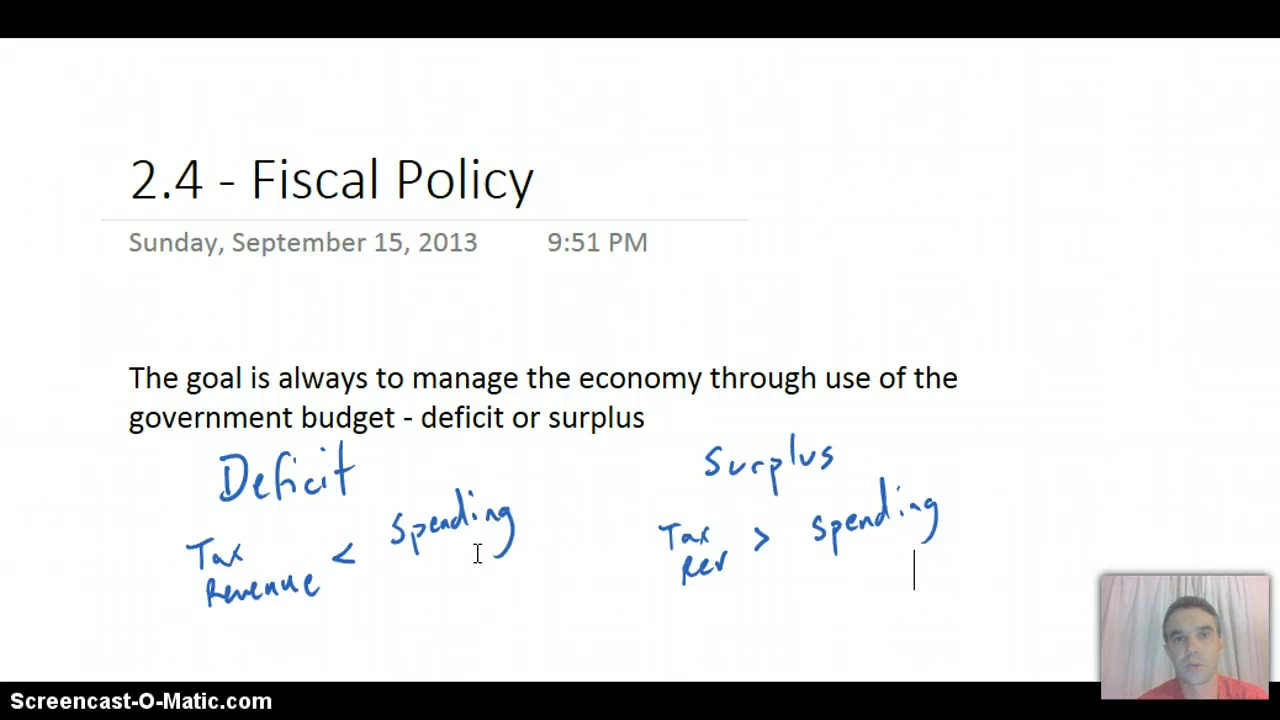 2.4 - Fiscal Policy
Sunday, September 15, 2013 9:51 PM
The goal is always to manage the economy through use of the
government budget - deficit or surplus
Deficit
Surplus
Tax < Spending
Revenue
Tax > Spending
Rev
Screencast-O-Matic.com